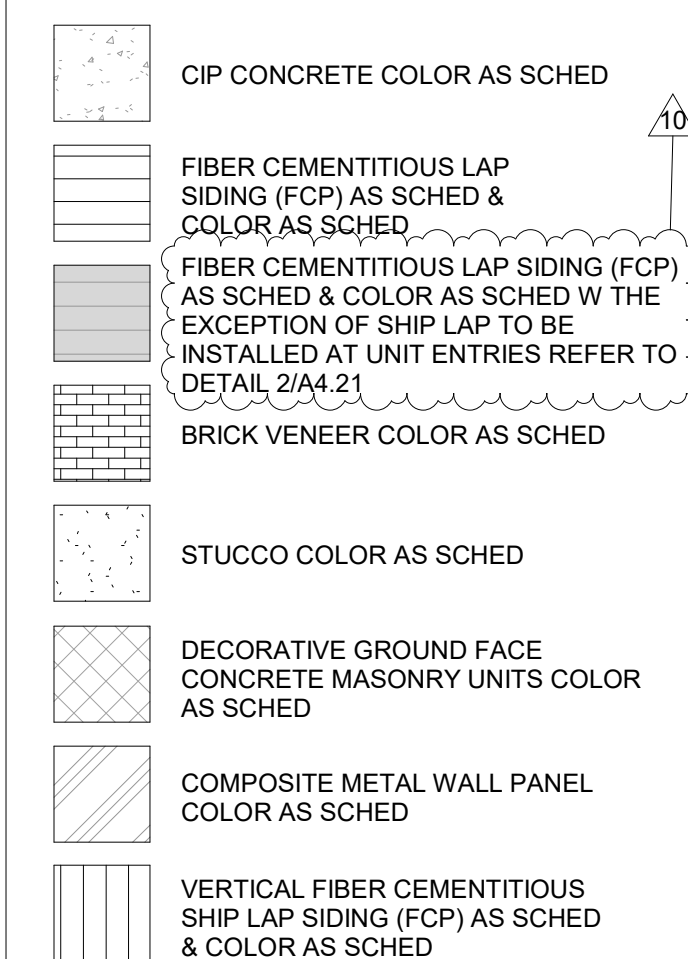 CIP CONCRETE COLOR AS SCHED
10
FIBER CEMENTITIOUS LAP
SIDING (FCP) AS SCHED &
COLOR AS SCHED
FIBER CEMENTITIOUS LAP SIDING (FCP)
AS SCHED & COLOR AS SCHED W THE
EXCEPTION OF SHIP LAP TO BE
INSTALLED AT UNIT ENTRIES REFER TO
DETAIL 2/A4.21
BRICK VENEER COLOR AS SCHED
STUCCO COLOR AS SCHED
DECORATIVE GROUND FACE
CONCRETE MASONRY UNITS COLOR
AS SCHED
COMPOSITE METAL WALL PANEL
COLOR AS SCHED
VERTICAL FIBER CEMENTITIOUS
SHIP LAP SIDING (FCP) AS SCHED
& COLOR AS SCHED